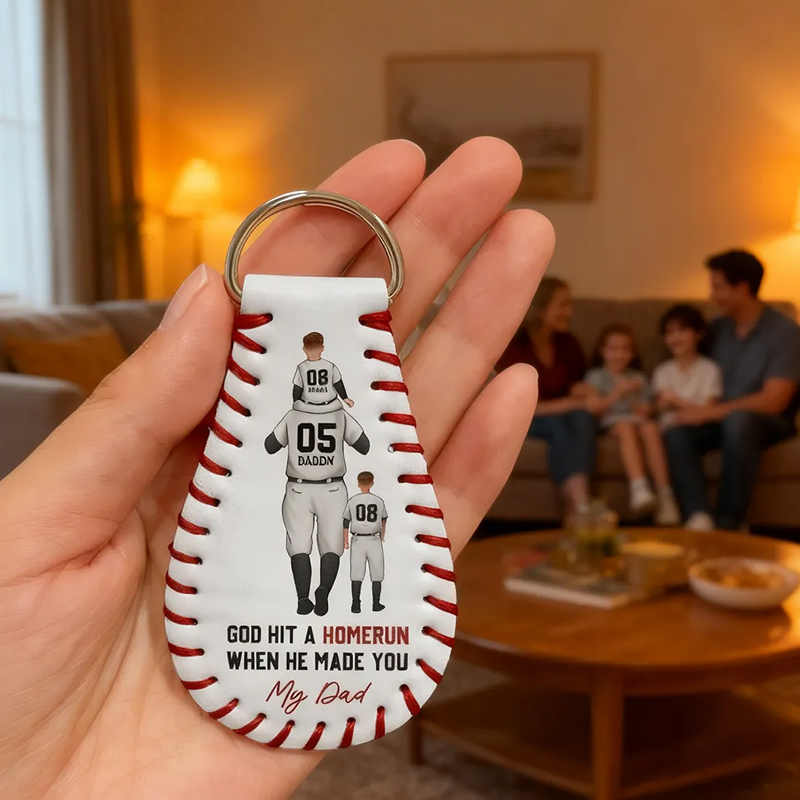 08
05
DADDY
08
GOD HIT A HOMERUN
WHEN HE MADE YOU
My Dad